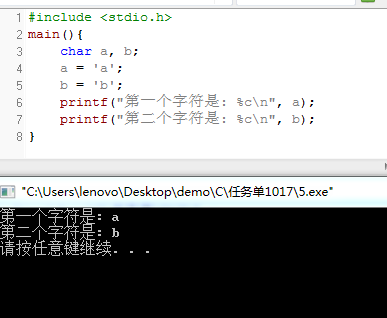 1 #include <stdio.h>
2 main(){
3 char a, b;
4 a = 'a';
5 b = 'b';
6 printf("第一个字符是: %c\n", a);
7 printf("第二个字符是: %c\n", b);
8 }
"C:\Users\lenovo\Desktop\demo\C\任务单1017\5.exe"
第一个字符是: a
第二个字符是: b
请按任意键继续. . .